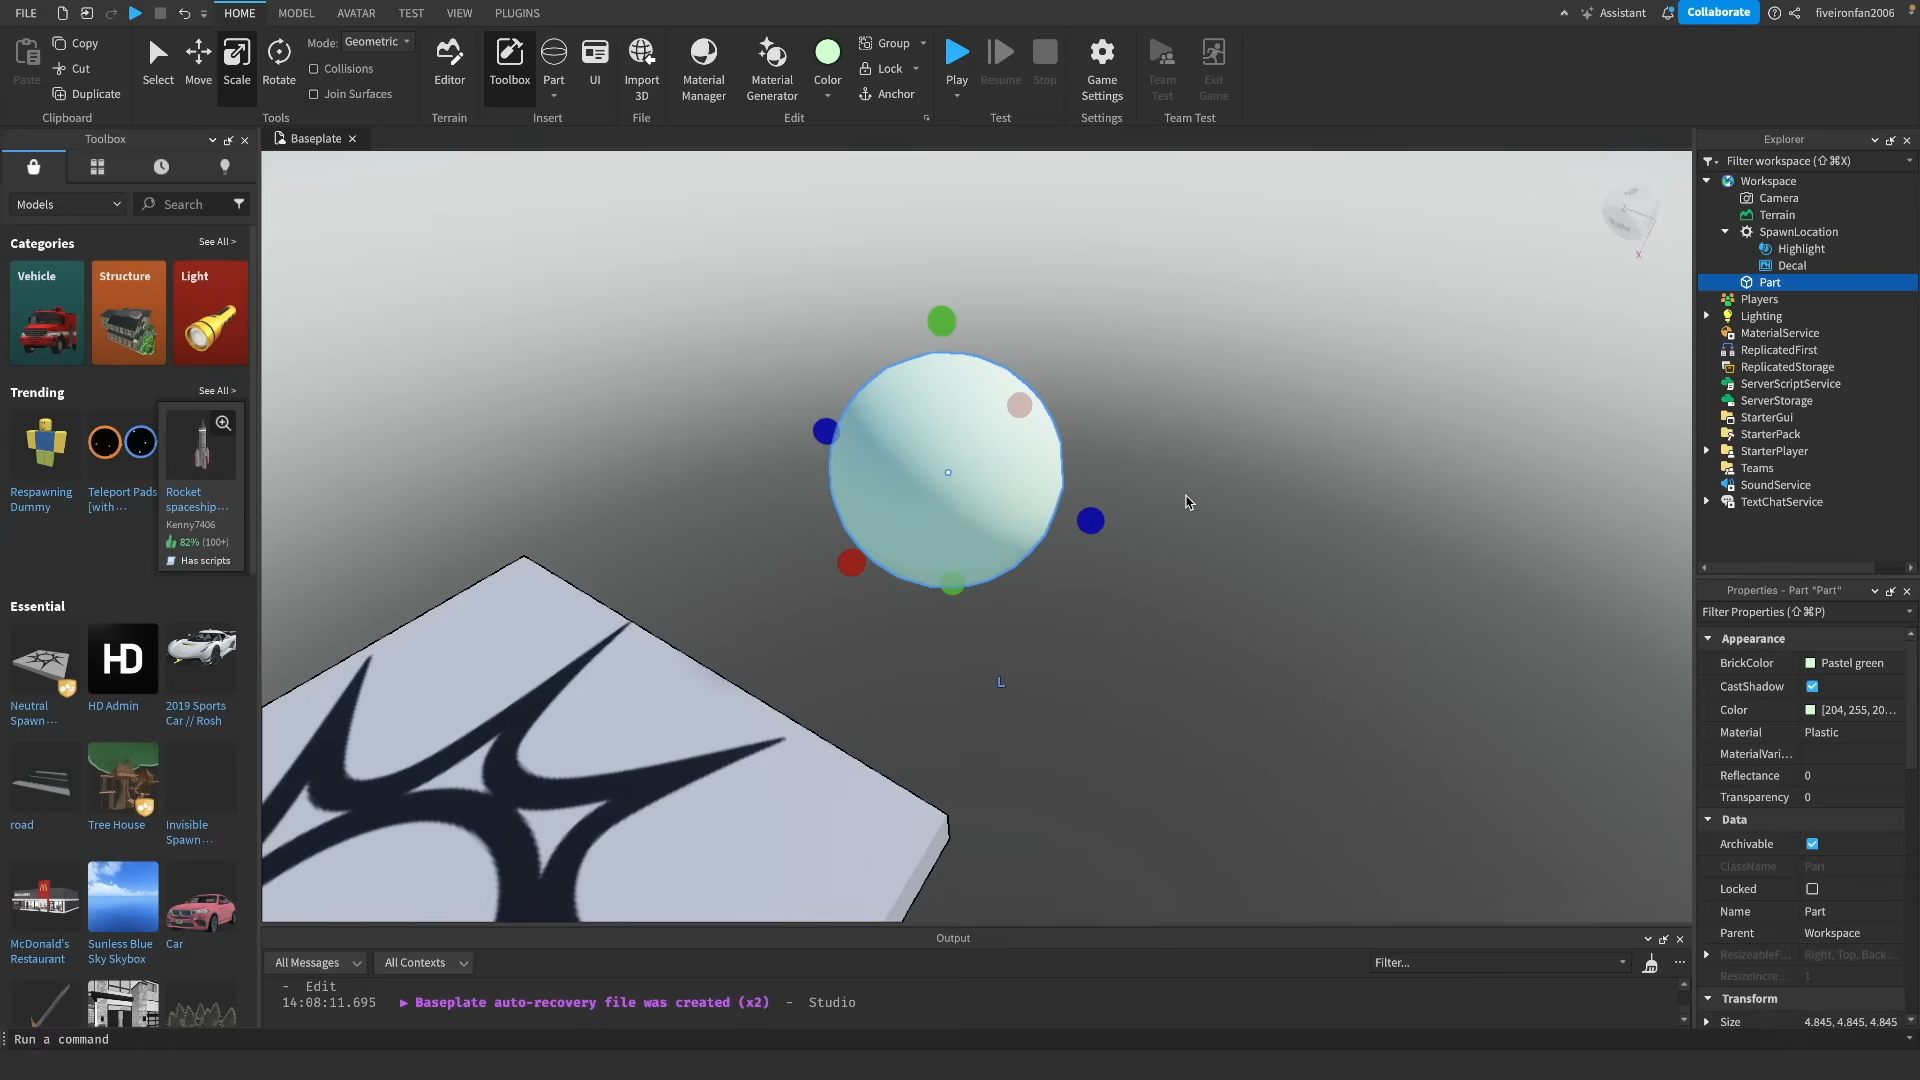 FILE
HOME
MODEL
AVATAR
TEST
VIEW
PLUGINS
Assistant
Collaborate
fiveironfan2006
Paste
Copy
Cut
Duplicate
Clipboard
Select
Move
Scale
Rotate
Mode: Geometric
Collisions
Join Surfaces
Tools
Editor
Terrain
Toolbox
Part
UI
Insert
Import
3D
File
Material
Manager
Material
Generator
Color
Group
Lock
Anchor
Edit
Play
Resume
Stop
Test
Game
Settings
Settings
Team
Test
Exit
Game
Team Test
Toolbox
Baseplate
Models
Search
Categories
See All >
Vehicle
Structure
Light
Trending
See All >
Respawning
Dummy
Teleport Pads
[with…
Rocket
spaceship…
Kenny7406
82% (100+)
Has scripts
Essential
HD
Neutral
Spawn…
HD Admin
2019 Sports
Car // Rosh
road
Tree House
Invisible
Spawn…
McDonald's
Restaurant
Sunless Blue
Sky Skybox
Car
Z
X
L
Explorer
Filter workspace (⇧⌘X)
Workspace
Camera
Terrain
SpawnLocation
Highlight
Decal
Part
Players
Lighting
MaterialService
ReplicatedFirst
ReplicatedStorage
ServerScriptService
ServerStorage
StarterGui
StarterPack
StarterPlayer
Teams
SoundService
TextChatService
Properties - Part "Part"
Filter Properties (⇧⌘P)
Appearance
BrickColor Pastel green
CastShadow
Color [204, 255, 20...
Material Plastic
MaterialVari...
Reflectance 0
Transparency 0
Data
Archivable
ClassName Part
Locked
Name Part
Parent Workspace
ResizeableF... Right, Top, Back...
ResizeIncre... 1
Transform
Size 4.845, 4.845, 4.845
Output
All Messages
All Contexts
Filter...
- Edit
14:08:11.695 ▶ Baseplate auto-recovery file was created (x2) - Studio
Run a command